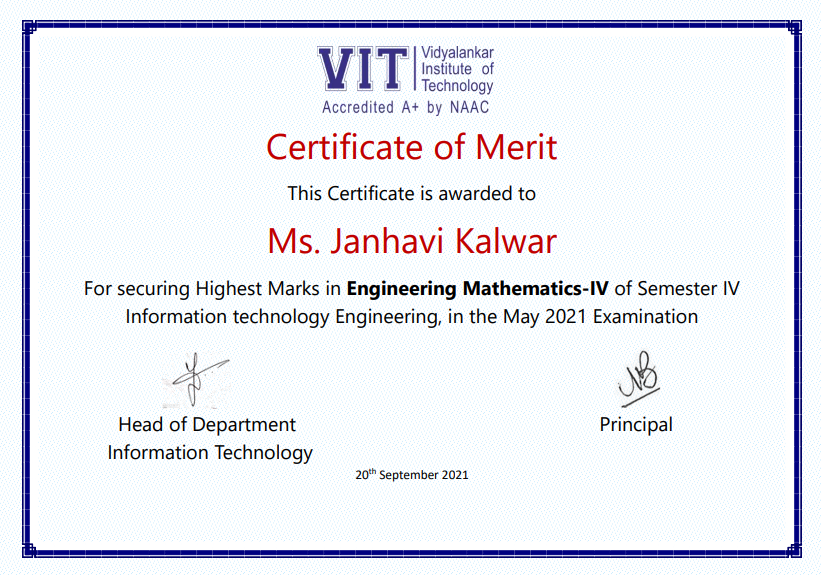 VIT
Vidyalankar
Institute of
Technology
Accredited A+ by NAAC
Certificate of Merit
This Certificate is awarded to
Ms. Janhavi Kalwar
For securing Highest Marks in Engineering Mathematics-IV of Semester IV
Information technology Engineering, in the May 2021 Examination
Head of Department
Information Technology
Principal
20th September 2021